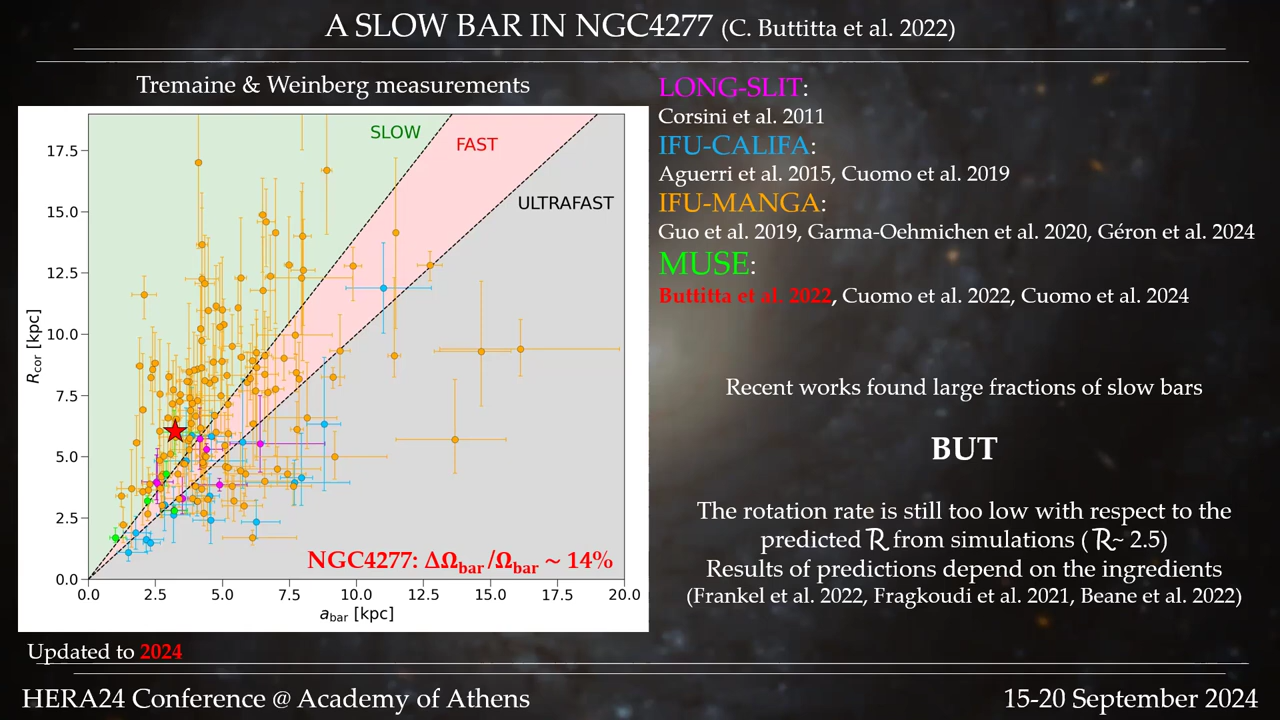 A SLOW BAR IN NGC4277 (C. Buttitta et al. 2022)
Tremaine & Weinberg measurements
SLOW
FAST
ULTRAFAST
17.5
15.0
12.5
10.0
7.5
5.0
2.5
0.0
R_cor [kpc]
NGC4277: ΔΩ_bar/Ω_bar ~ 14%
0.0 2.5 5.0 7.5 10.0 12.5 15.0 17.5 20.0
a_bar [kpc]
Updated to 2024
LONG-SLIT:
Corsini et al. 2011
IFU-CALIFA:
Aguerri et al. 2015, Cuomo et al. 2019
IFU-MANGA:
Guo et al. 2019, Garma-Oehmichen et al. 2020, Géron et al. 2024
MUSE:
Buttitta et al. 2022, Cuomo et al. 2022, Cuomo et al. 2024
Recent works found large fractions of slow bars
BUT
The rotation rate is still too low with respect to the
predicted ℛ from simulations ( ℛ~ 2.5)
Results of predictions depend on the ingredients
(Frankel et al. 2022, Fragkoudi et al. 2021, Beane et al. 2022)
HERA24 Conference @ Academy of Athens
15-20 September 2024